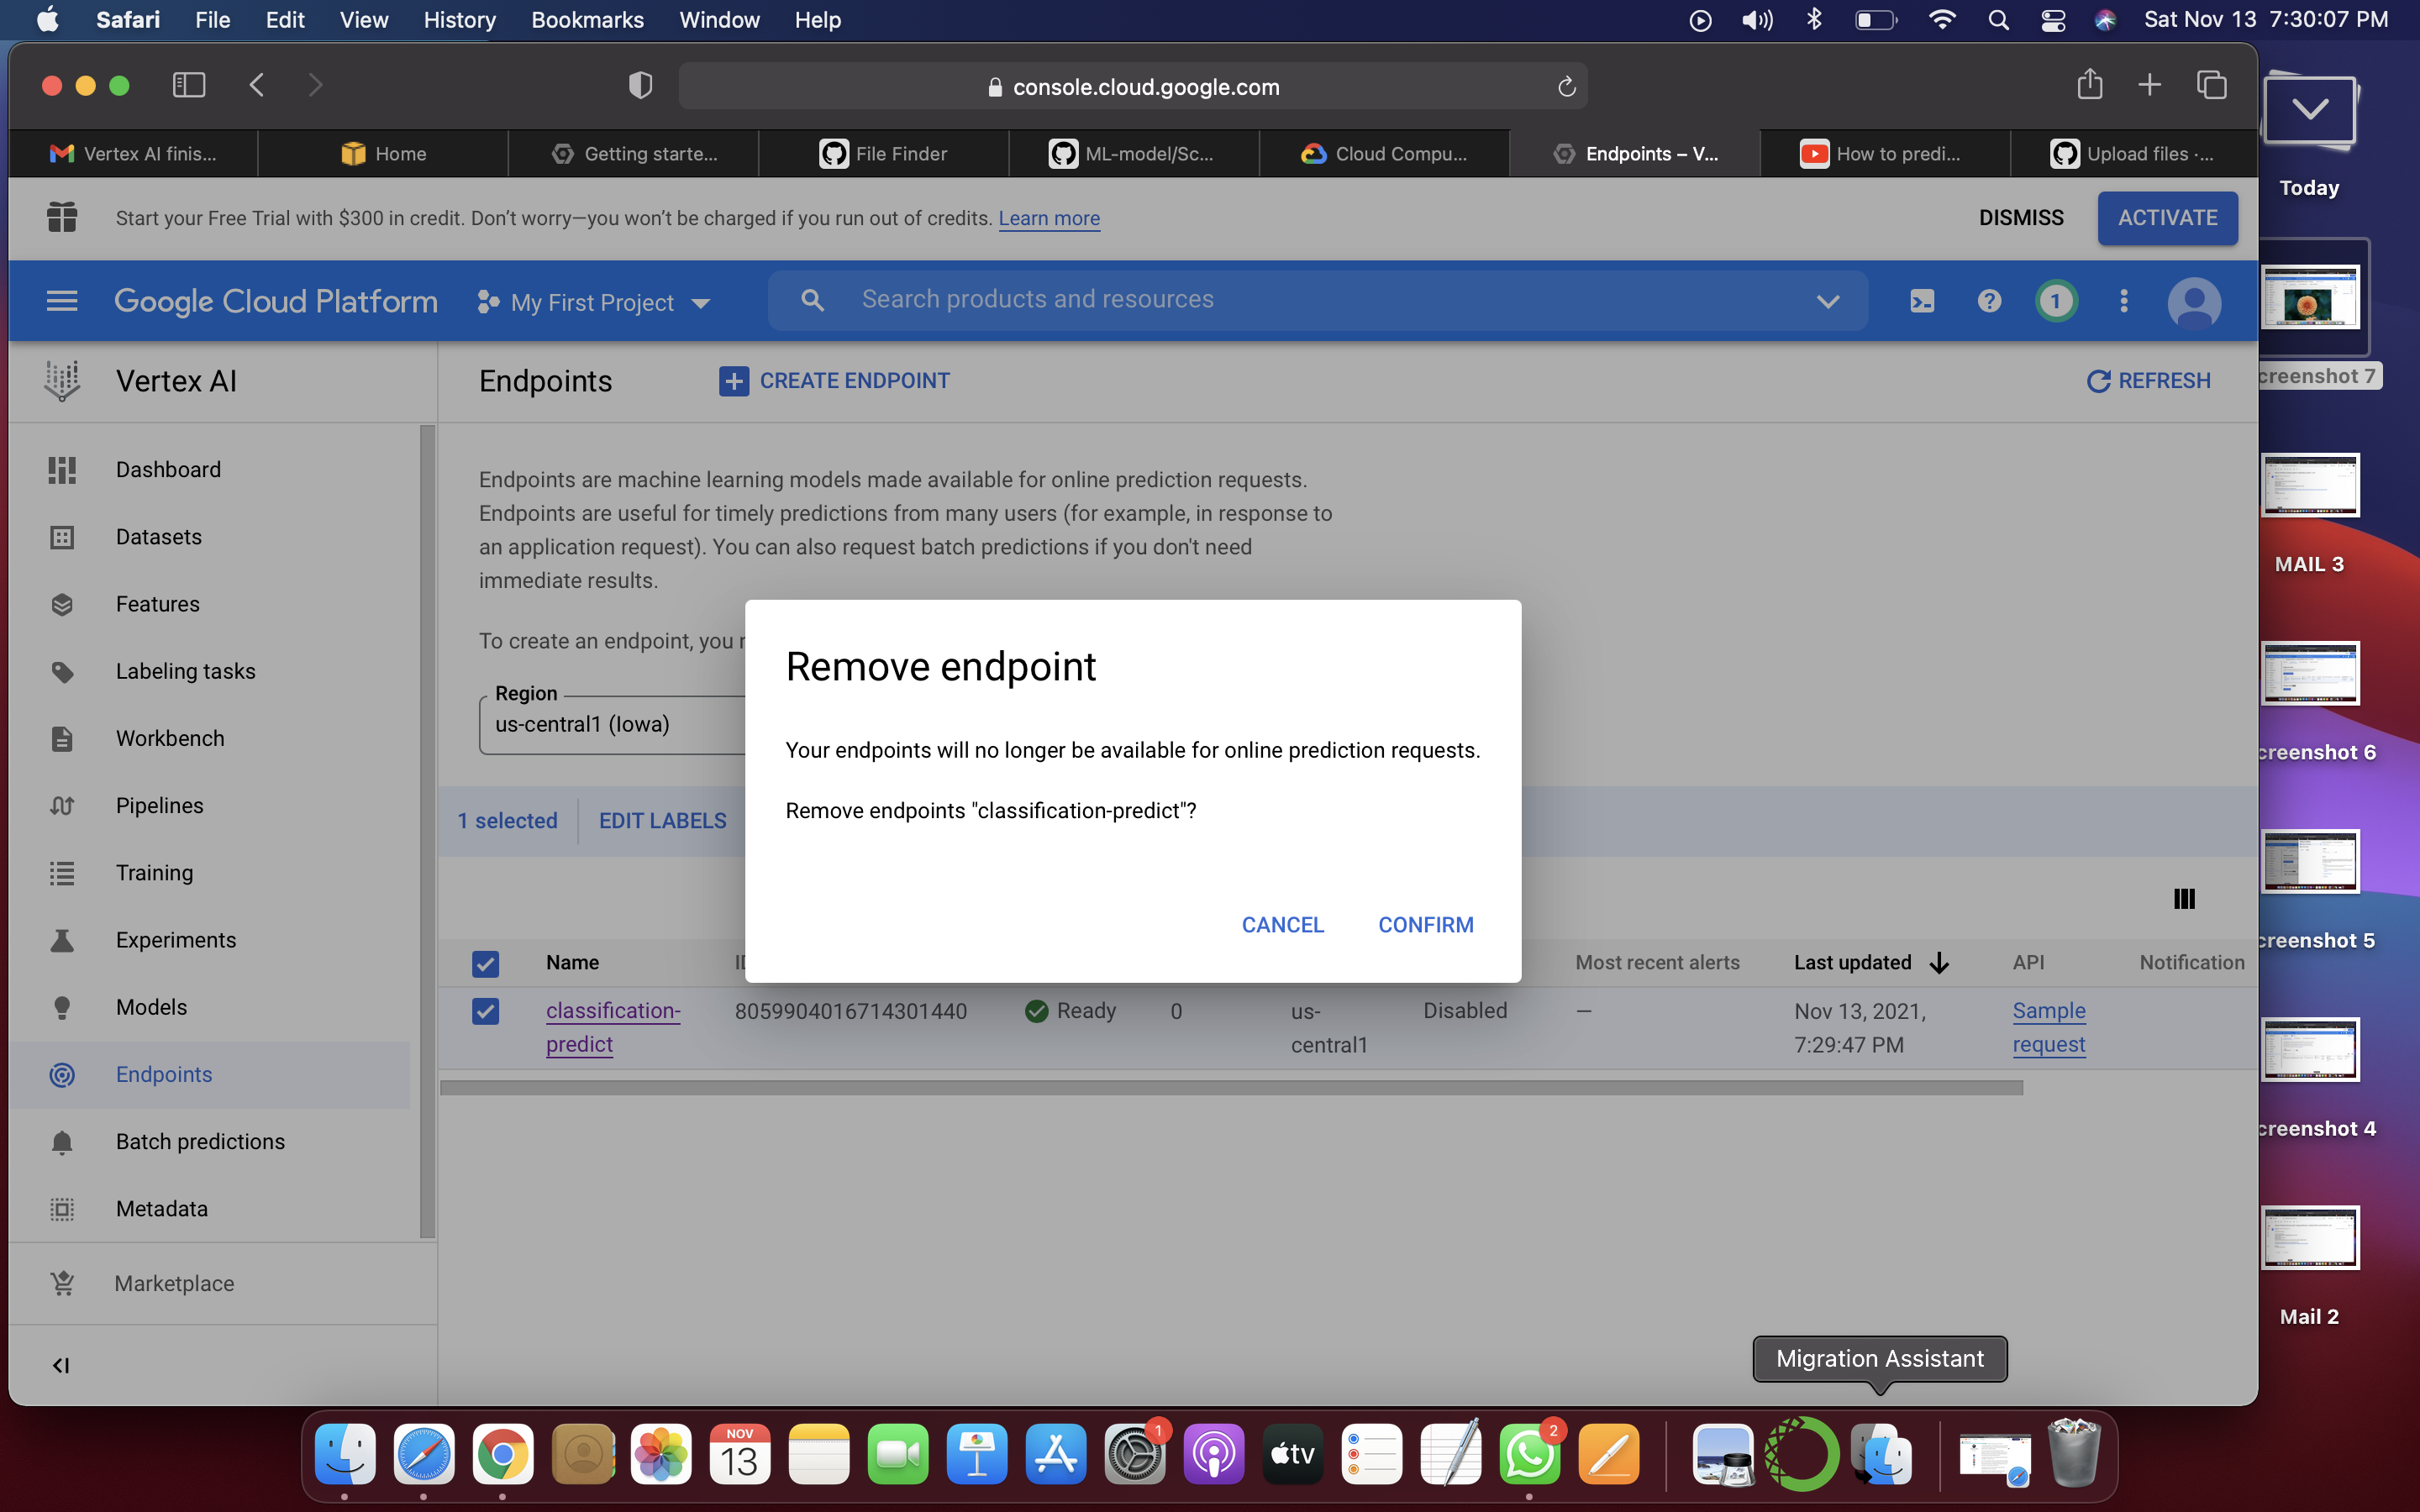 Safari File Edit View History Bookmarks Window Help
Sat Nov 13 7:30:07 PM
console.cloud.google.com
Vertex AI finis...
Home
Getting starte...
File Finder
ML-model/Sc...
Cloud Compu...
Endpoints – V...
How to predi...
Upload files ·...
Start your Free Trial with $300 in credit. Don’t worry—you won’t be charged if you run out of credits. Learn more
DISMISS
ACTIVATE
Google Cloud Platform
My First Project
Search products and resources
1
Vertex AI
Endpoints
CREATE ENDPOINT
REFRESH
Dashboard
Datasets
Features
Labeling tasks
Workbench
Pipelines
Training
Experiments
Models
Endpoints
Batch predictions
Metadata
Marketplace
Endpoints are machine learning models made available for online prediction requests.
Endpoints are useful for timely predictions from many users (for example, in response to
an application request). You can also request batch predictions if you don't need
immediate results.
To create an endpoint, you
Region
us-central1 (Iowa)
1 selected
EDIT LABELS
Remove endpoint
Your endpoints will no longer be available for online prediction requests.
Remove endpoints "classification-predict"?
CANCEL
CONFIRM
Name
Most recent alerts
Last updated
API
Notification
classification-
predict
8059904016714301440
Ready
0
us-
central1
Disabled
—
Nov 13, 2021,
7:29:47 PM
Sample
request
Today
creenshot 7
MAIL 3
creenshot 6
creenshot 5
creenshot 4
Mail 2
Migration Assistant
NOV
13
1
tv
2